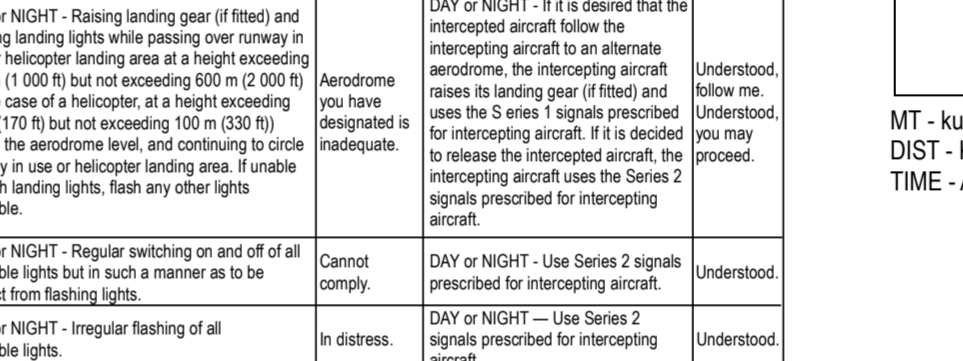 or NIGHT - Raising landing gear (if fitted) and
ng landing lights while passing over runway in
r helicopter landing area at a height exceeding
(1 000 ft) but not exceeding 600 m (2 000 ft)
case of a helicopter, at a height exceeding
(170 ft) but not exceeding 100 m (330 ft))
the aerodrome level, and continuing to circle
y in use or helicopter landing area. If unable
h landing lights, flash any other lights
ble.
Aerodrome
you have
designated is
inadequate.
DAY or NIGHT - If it is desired that the
intercepted aircraft follow the
intercepting aircraft to an alternate
aerodrome, the intercepting aircraft
raises its landing gear (if fitted) and
uses the S eries 1 signals prescribed
for intercepting aircraft. If it is decided
to release the intercepted aircraft, the
intercepting aircraft uses the Series 2
signals prescribed for intercepting
aircraft.
Understood,
follow me.
Understood,
you may
proceed.
or NIGHT - Regular switching on and off of all
ble lights but in such a manner as to be
ct from flashing lights.
Cannot
comply.
DAY or NIGHT - Use Series 2 signals
prescribed for intercepting aircraft.
Understood.
or NIGHT - Irregular flashing of all
ble lights.
In distress.
DAY or NIGHT — Use Series 2
signals prescribed for intercepting
aircraft.
Understood.
MT - ku
DIST -
TIME -